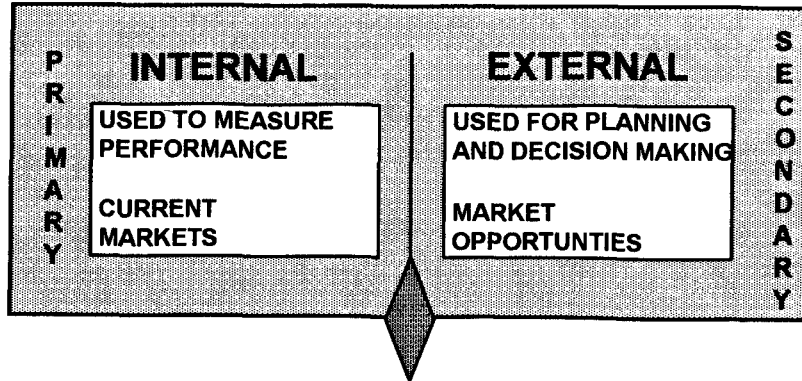 PRIMARY
INTERNAL
USED TO MEASURE
PERFORMANCE
CURRENT
MARKETS
EXTERNAL
USED FOR PLANNING
AND DECISION MAKING
MARKET
OPPORTUNTIES
SECONDARY